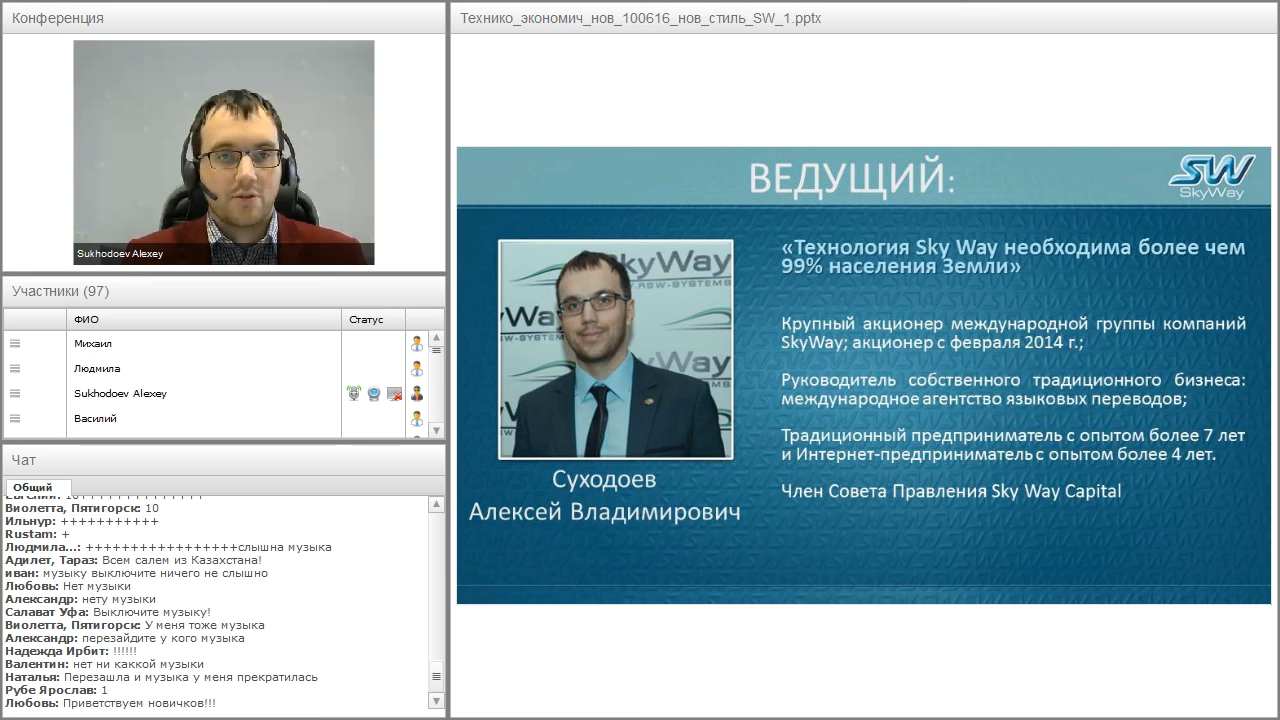 Конференция
Sukhodoev Alexey
Участники (97)
ФИО Статус
Михаил
Людмила
Sukhodoev Alexey
Василий
Чат
Общий
Виолетта, Пятигорск: 10
Ильнур: +++++++++++
Rustam: +
Людмила...: +++++++++++++++++слышна музыка
Адилет, Тараз: Всем салем из Казахстана!
иван: музыку выключите ничего не слышно
Любовь: Нет музыки
Александр: нету музыки
Салават Уфа: Выключите музыку!
Виолетта, Пятигорск: У меня тоже музыка
Александр: перезайдите у кого музыка
Надежда Ирбит: !!!!!!
Валентин: нет ни каккой музыки
Наталья: Перезашла и музыка у меня прекратилась
Рубе Ярослав: 1
Любовь: Приветствуем новичков!!!
Технико_экономич_нов_100616_нов_стиль_SW_1.pptx
ВЕДУЩИЙ:
SW
SkyWay
SkyWay
.RSW-SYSTEMS
Суходоев
Алексей Владимирович
«Технология Sky Way необходима более чем
99% населения Земли»
Крупный акционер международной группы компаний
SkyWay; акционер с февраля 2014 г.;
Руководитель собственного традиционного бизнеса:
международное агентство языковых переводов;
Традиционный предприниматель с опытом более 7 лет
и Интернет-предприниматель с опытом более 4 лет.
Член Совета Правления Sky Way Capital